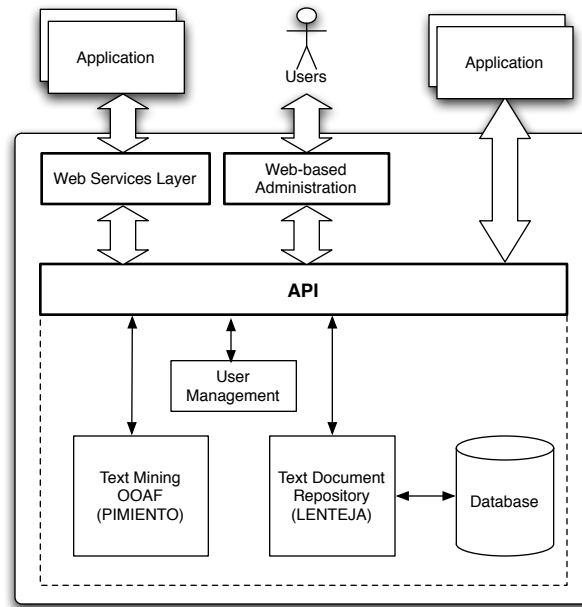 Application
Users
Application
Web Services Layer
Web-based
Administration
API
User
Management
Text Mining
OOAF
(PIMIENTO)
Text Document
Repository
(LENTEJA)
Database